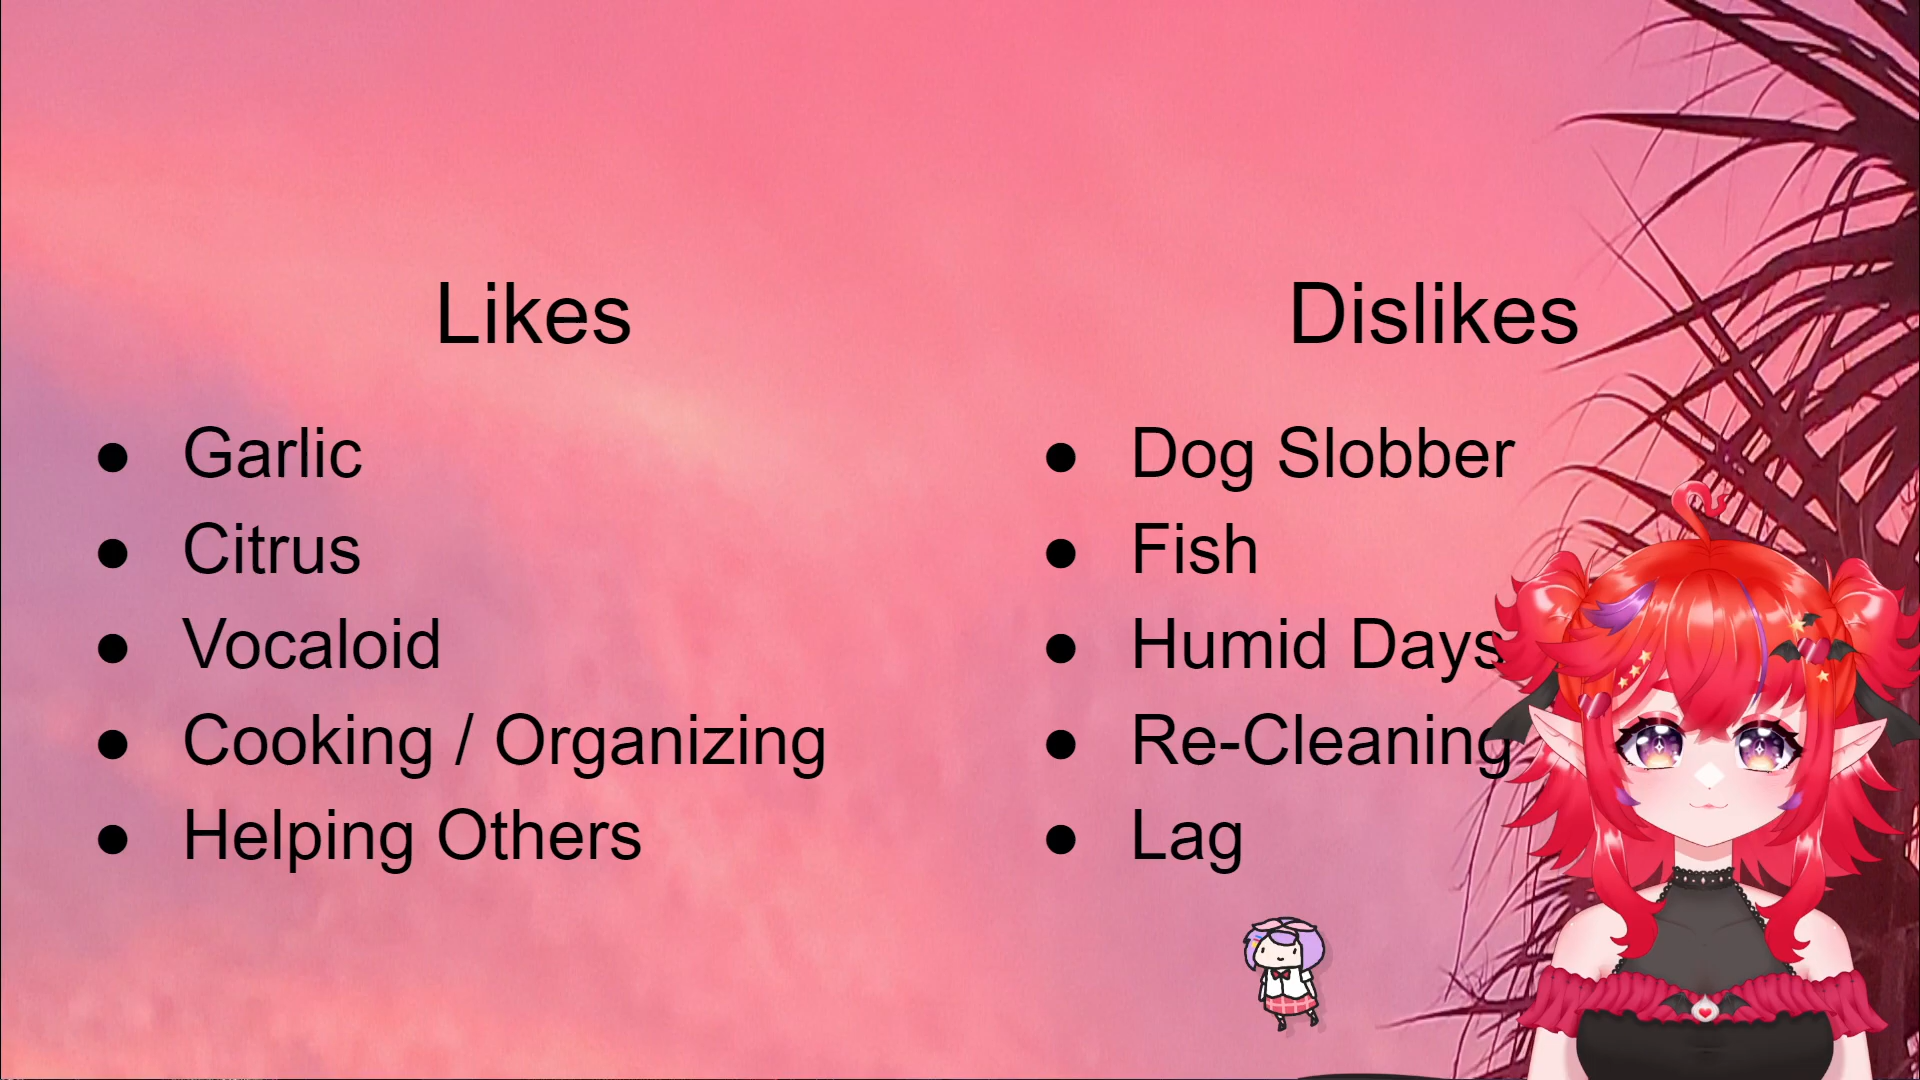 Likes
● Garlic
● Citrus
● Vocaloid
● Cooking / Organizing
● Helping Others
Dislikes
● Dog Slobber
● Fish
● Humid Days
● Re-Cleaning
● Lag